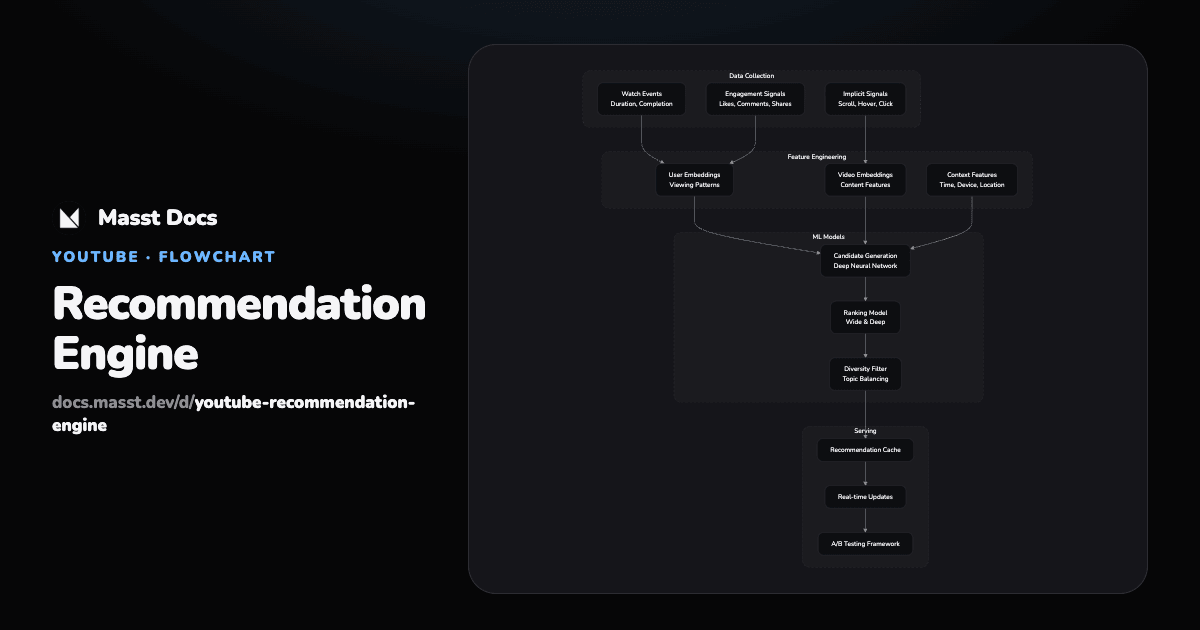 Masst Docs
YOUTUBE · FLOWCHART
Recommendation
Engine
docs.masst.dev/d/youtube-recommendation-
engine
Data Collection
Watch Events
Duration, Completion
Engagement Signals
Likes, Comments, Shares
Implicit Signals
Scroll, Hover, Click
Feature Engineering
User Embeddings
Viewing Patterns
Video Embeddings
Content Features
Context Features
Time, Device, Location
ML Models
Candidate Generation
Deep Neural Network
Ranking Model
Wide & Deep
Diversity Filter
Topic Balancing
Serving
Recommendation Cache
Real-time Updates
A/B Testing Framework